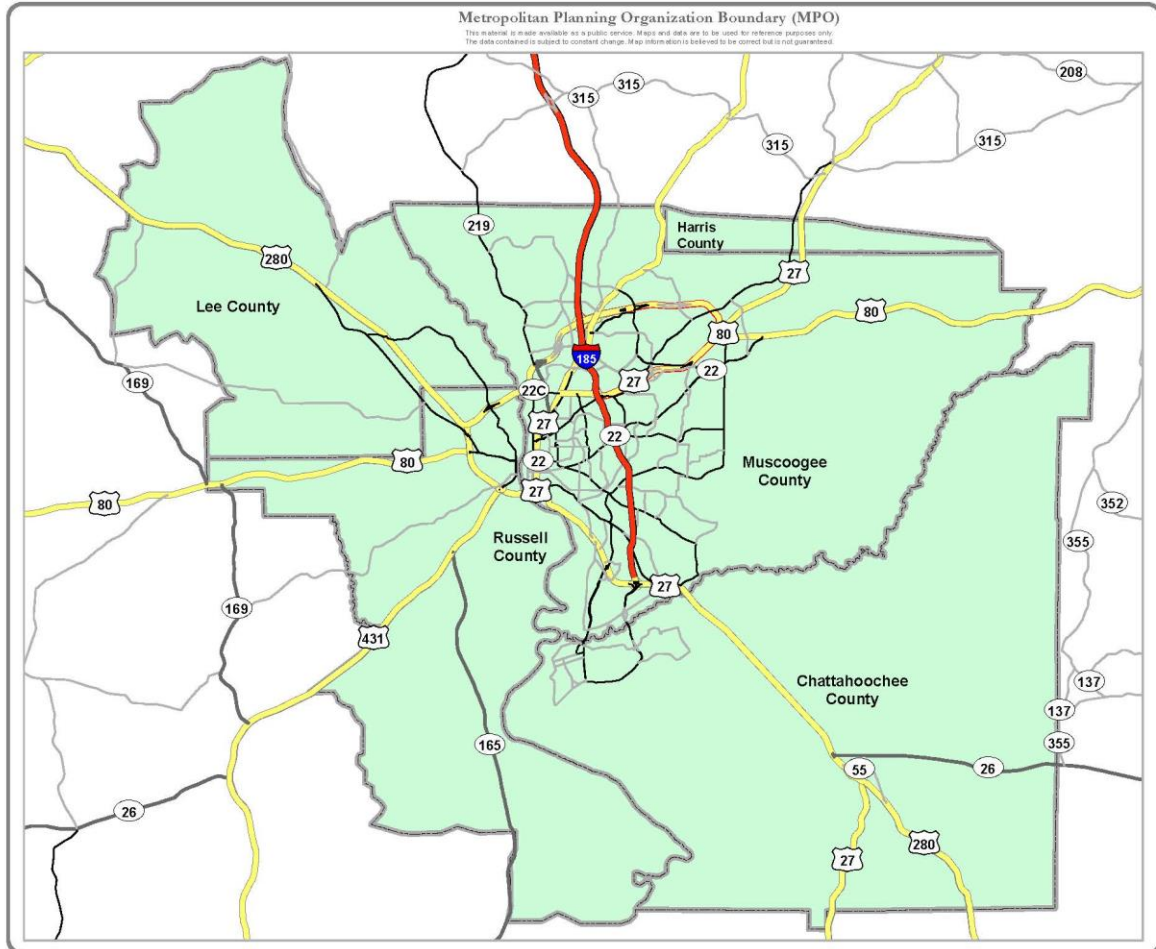 Metropolitan Planning Organization Boundary (MPO)
This material is made available as a public service. Maps and data are to be used for reference purposes only.
The data contained is subject to constant change. Map information is believed to be correct but is not guaranteed.
208
315
315
315
315
219
Harris
County
280
27
Lee County
80
80
185
169
22
27
22C
27
22
80
22
Muscoogee
County
27
80
352
Russell
County
355
27
169
431
Chattahoochee
County
137
137
165
355
55
26
26
280
27